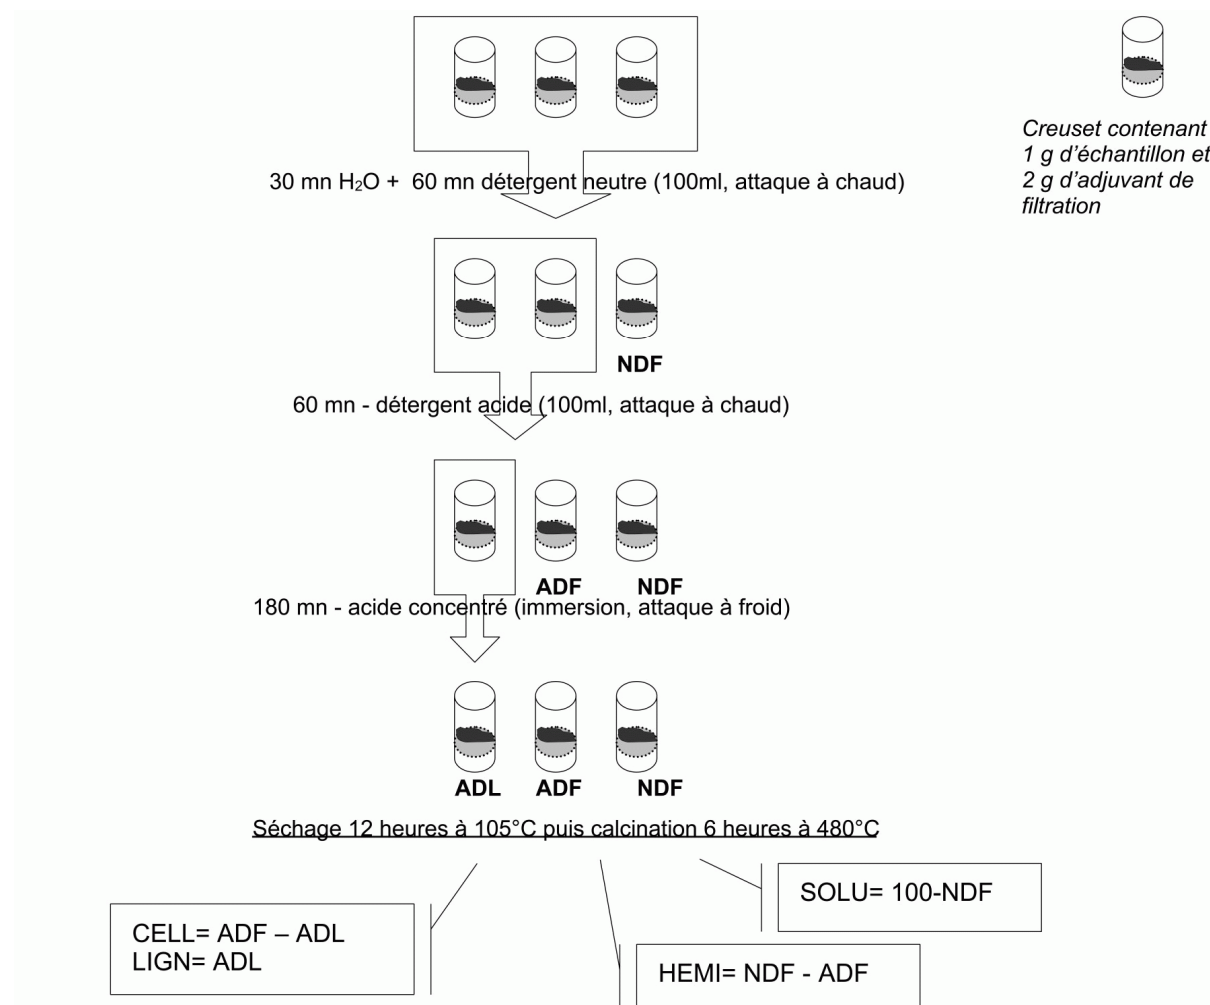 Creuset contenant
1 g d’échantillon et
2 g d’adjuvant de
filtration
30 mn H₂O + 60 mn détergent neutre (100ml, attaque à chaud)
NDF
60 mn - détergent acide (100ml, attaque à chaud)
ADF NDF
180 mn - acide concentré (immersion, attaque à froid)
ADL ADF NDF
Séchage 12 heures à 105°C puis calcination 6 heures à 480°C
SOLU= 100-NDF
CELL= ADF – ADL
LIGN= ADL
HEMI= NDF - ADF